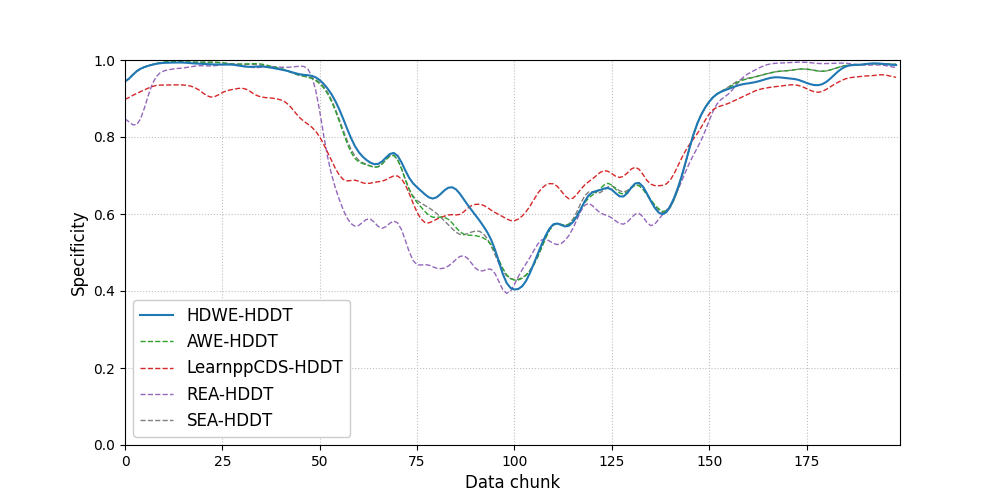 1.0
0.8
0.6
0.4
0.2
0.0
Specificity
HDWE-HDDT
AWE-HDDT
LearnppCDS-HDDT
REA-HDDT
SEA-HDDT
0 25 50 75 100 125 150 175
Data chunk